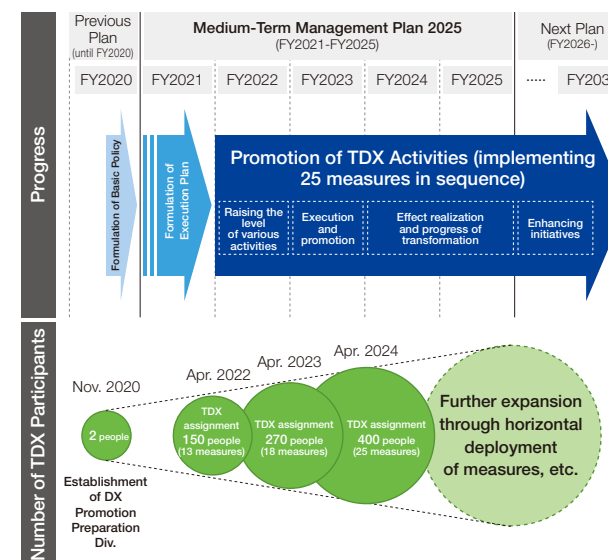 Previous
Plan
(until FY2020)
Medium-Term Management Plan 2025
(FY2021-FY2025)
Next Plan
(FY2026-)
FY2020
FY2021
FY2022
FY2023
FY2024
FY2025
.....
FY203
Progress
Formulation of Basic Policy
Formulation of
Execution Plan
Promotion of TDX Activities (implementing
25 measures in sequence)
Raising the
level
of various
activities
Execution
and
promotion
Effect realization
and progress of
transformation
Enhancing
initiatives
Number of TDX Participants
Nov. 2020
2 people
Establishment
of DX
Promotion
Preparation
Div.
Apr. 2022
TDX
assignment
150 people
(13 measures)
Apr. 2023
TDX assignment
270 people
(18 measures)
Apr. 2024
TDX assignment
400 people
(25 measures)
Further expansion
through horizontal
deployment
of measures, etc.